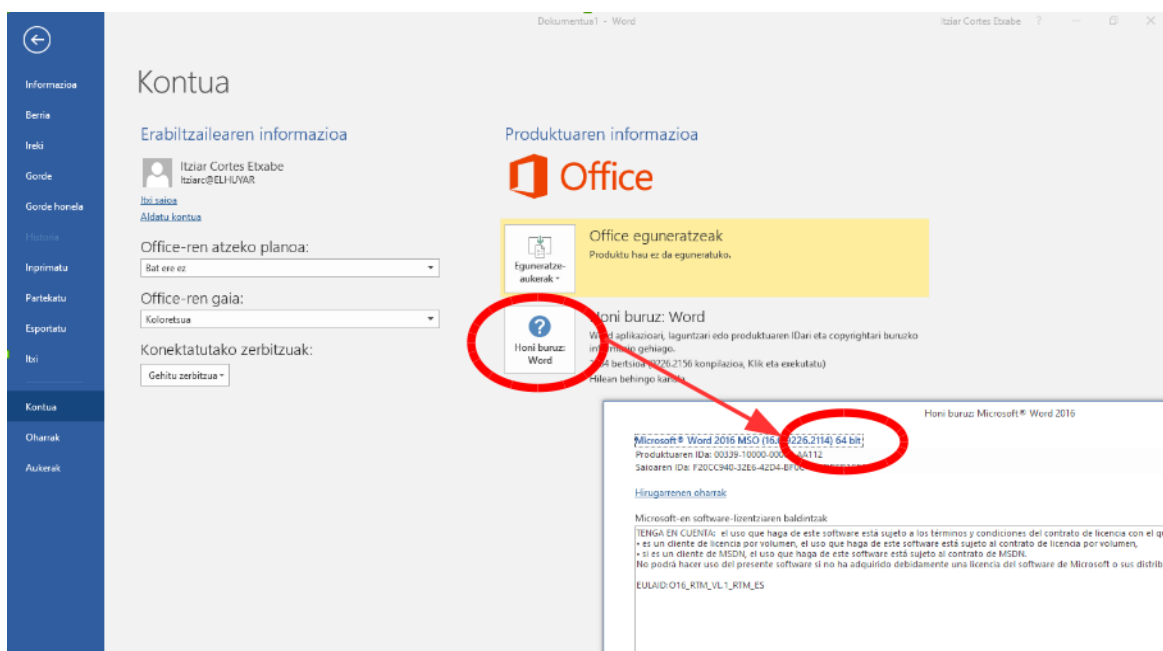 Dokumentua1 - Word
Itziar Cortes Etxabe ?
Informazioa
Berria
Ireki
Gorde
Gorde honela
Historia
Inprimatu
Partekatu
Esportatu
Itxi
Kontua
Oharrak
Aukerak
Kontua
Erabiltzailearen informazioa
Itziar Cortes Etxabe
Itziarc@ELHUYAR
Itxi saioa
Aldatu kontua
Office-ren atzeko planoa:
Bat ere ez
Office-ren gaia:
Koloretsua
Konektatutako zerbitzuak:
Gehitu zerbitzua
Produktuaren informazioa
Office
Eguneratze-
aukerak
Office eguneratzeak
Produktu hau ez da eguneratuko.
Honi buruz:
Word
Honi buruz: Word
Word aplikazioari, laguntzari edo produktuaren IDari eta copyrightari buruzko
informazio gehiago.
bertsioa (9226.2156 konpilazioa, Klik eta exekutatu)
Hilean behingo kanala
Honi buruz: Microsoft® Word 2016
Microsoft® Word 2016 MSO 9226.2114) 64 bit
Produktuaren IDa: 00339-10000- AA112
Saioaren IDa: F20CC940-32E6-42D4-
Hirugarrenen oharrak
Microsoft-en software-lizentziaren baldintzak
TENGA EN CUENTA: el uso que haga de este software está sujeto a los términos y condiciones del contrato de licencia con el
• es un cliente de licencia por volumen, el uso que haga de este software está sujeto al contrato de licencia por volumen,
• si es un cliente de MSDN, el uso que haga de este software está sujeto al contrato de MSDN.
No podrá hacer uso del presente software si no ha adquirido debidamente una licencia del software de Microsoft o sus distrib
EULAID:O16_RTM_VL.1_RTM_ES